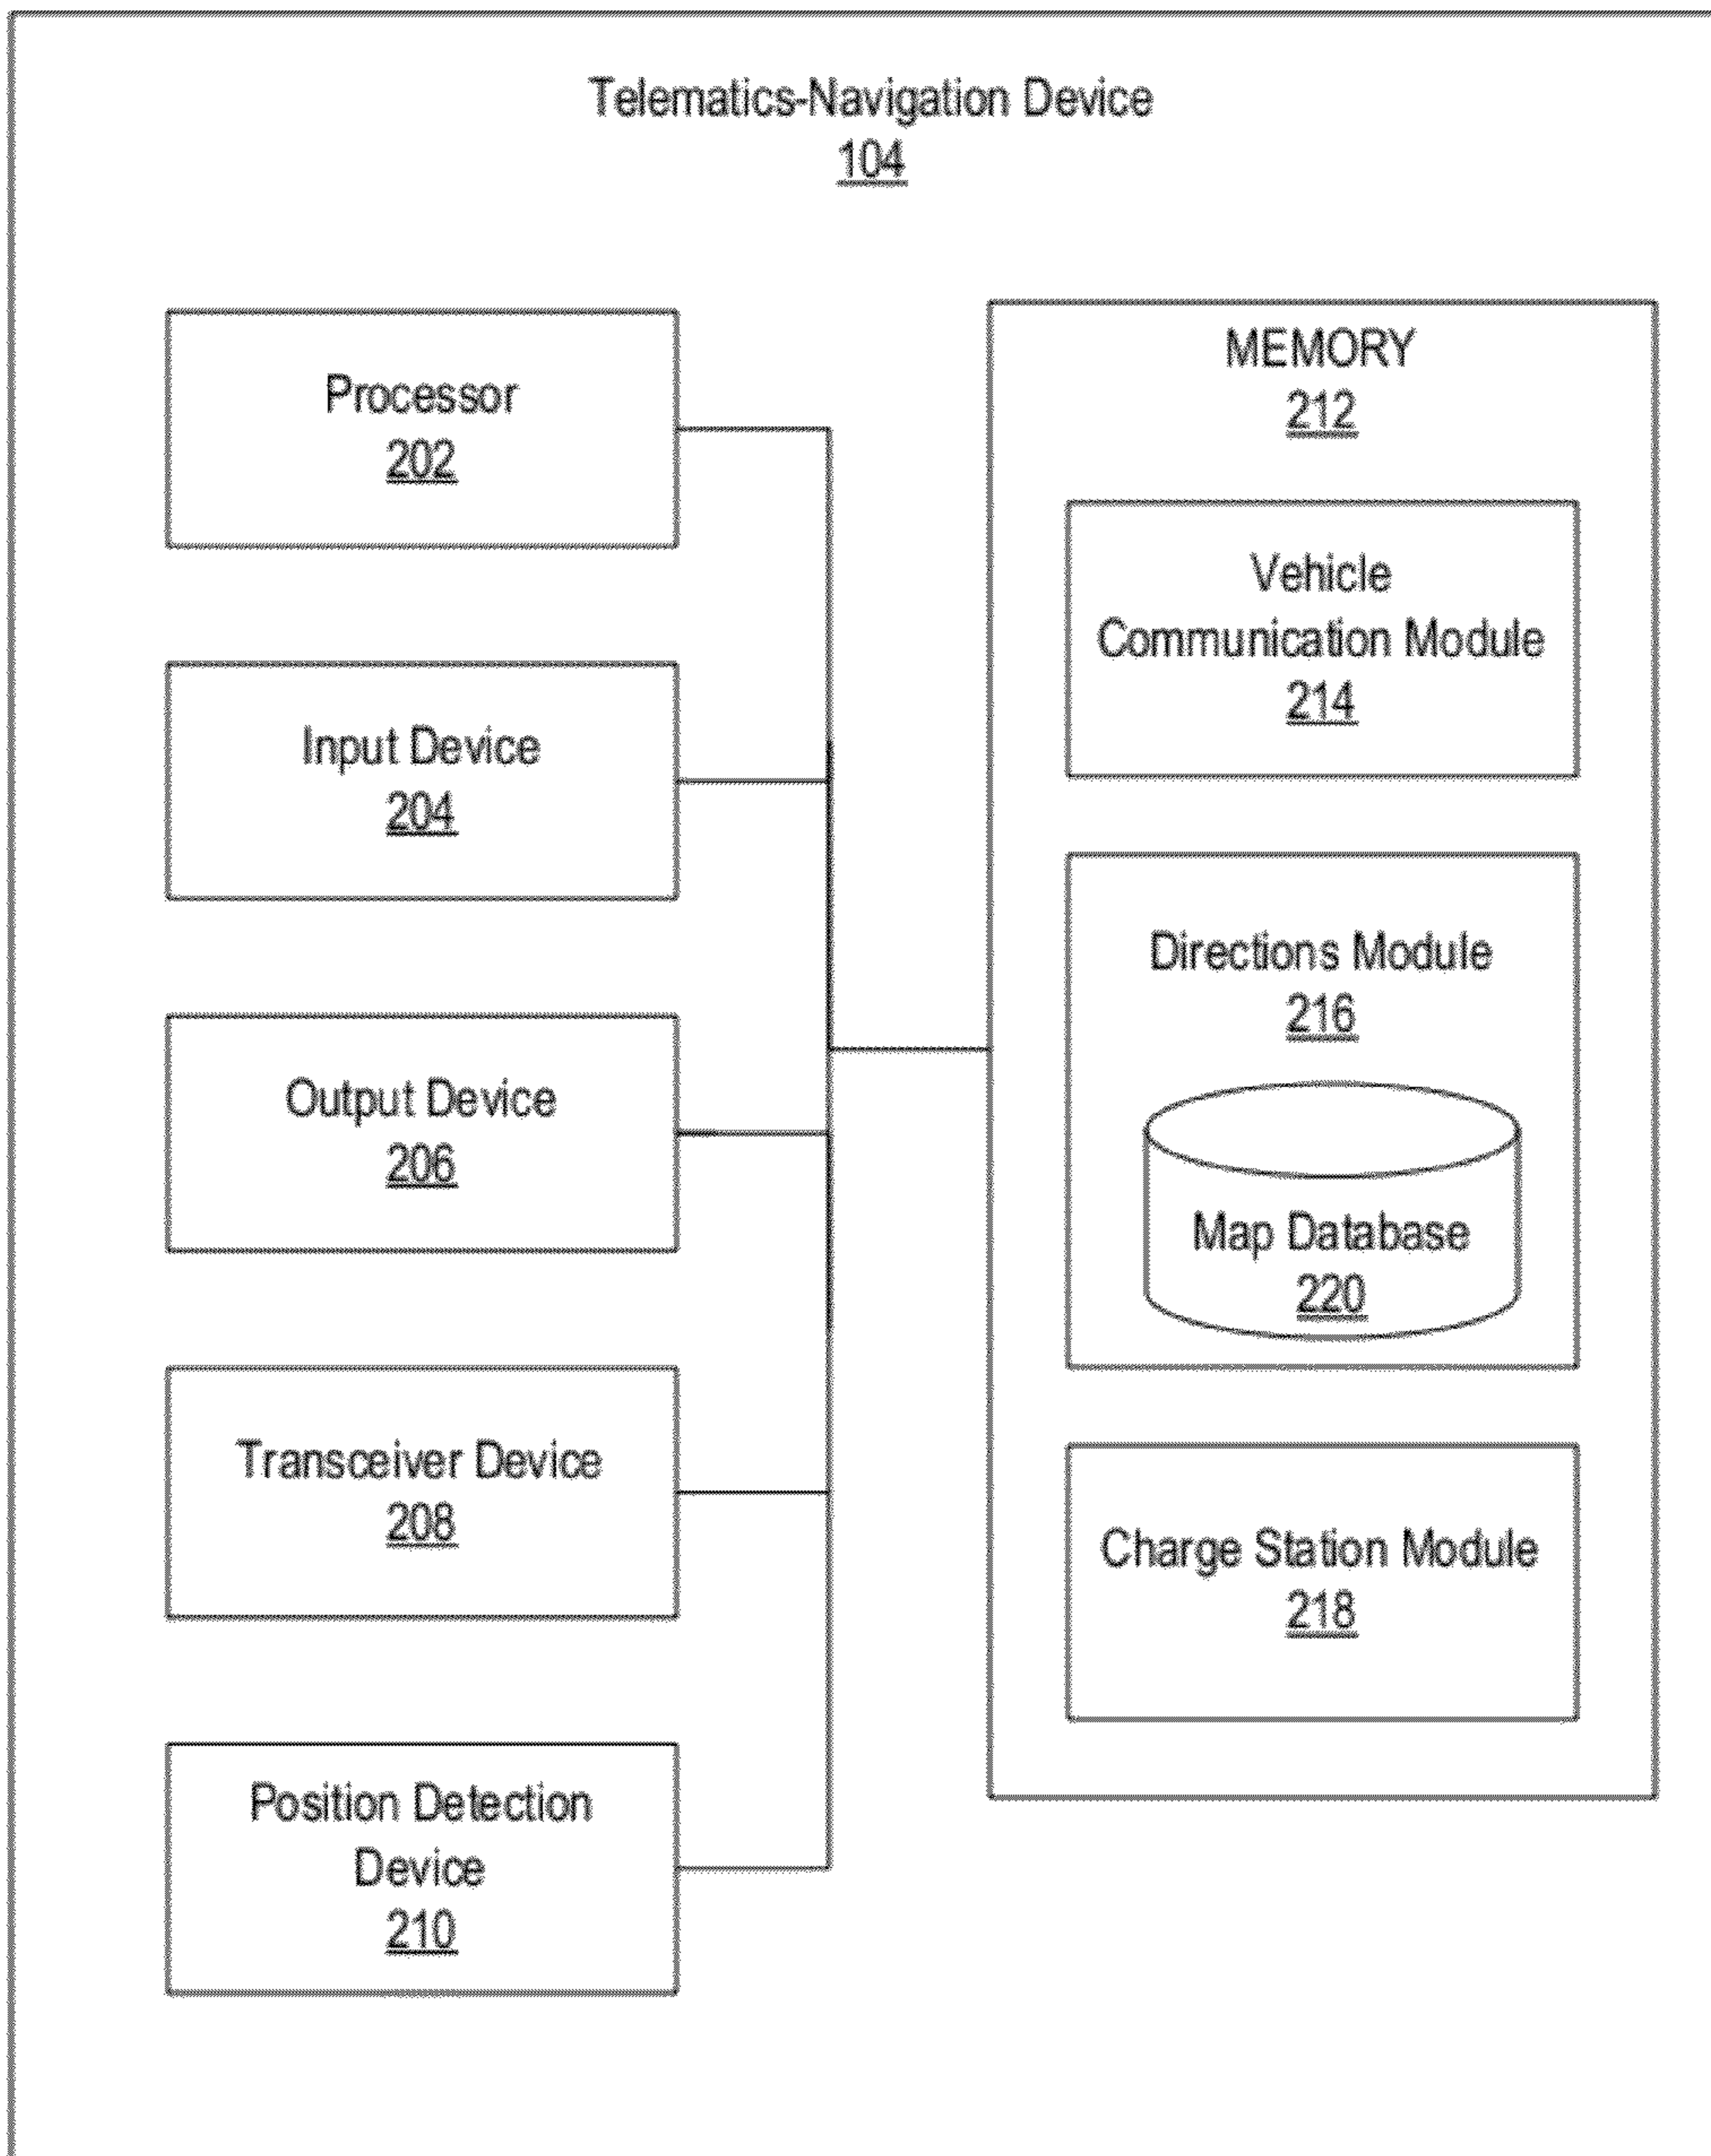 Telematics-Navigation Device
104
Processor
202
Input Device
204
Output Device
206
Transceiver Device
208
Position Detection
Device
210
MEMORY
212
Vehicle
Communication Module
214
Directions Module
216
Map Database
220
Charge Station Module
218